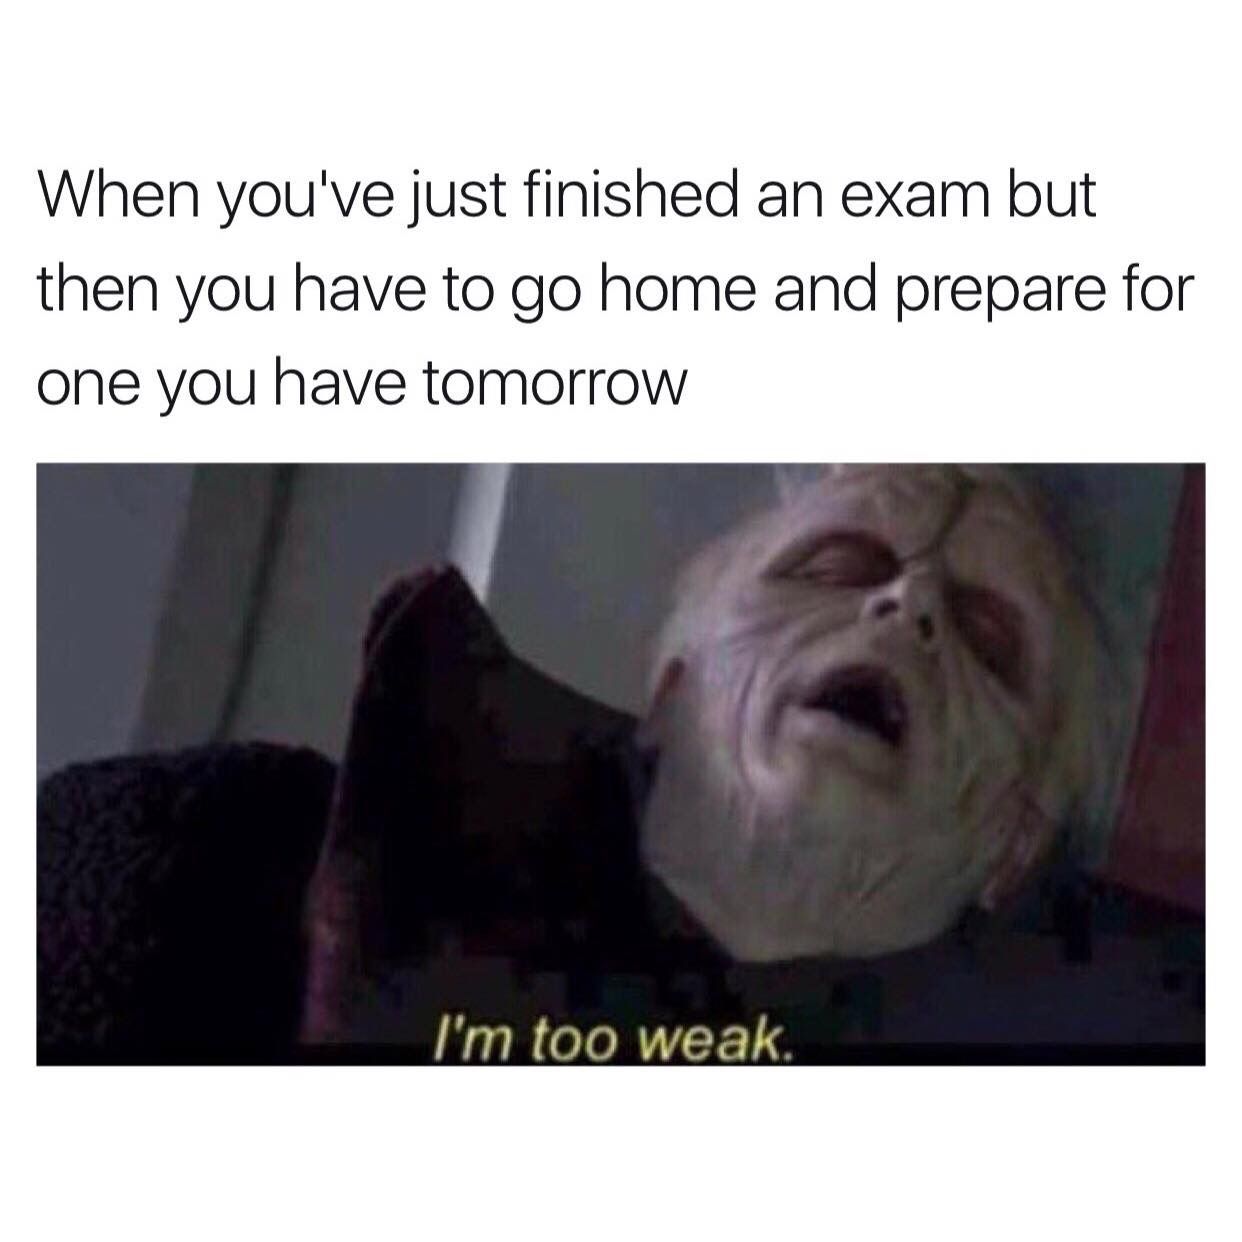 When you've just finished an exam but
then you have to go home and prepare for
one you have tomorrow
I'm too weak.